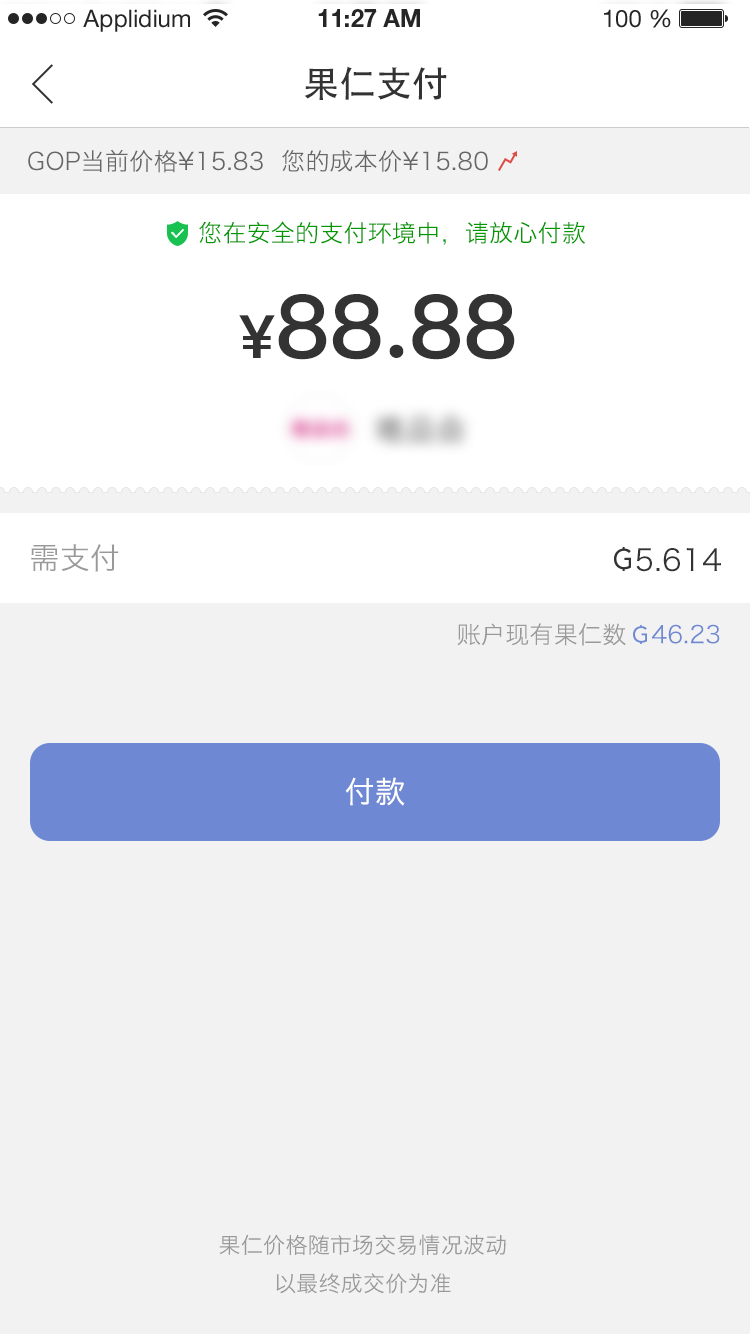 Applidium 11:27 AM 100 %
果仁支付
GOP当前价格¥15.83 您的成本价¥15.80
您在安全的支付环境中，请放心付款
¥88.88
需支付 ₲5.614
账户现有果仁数 ₲46.23
付款
果仁价格随市场交易情况波动
以最终成交价为准